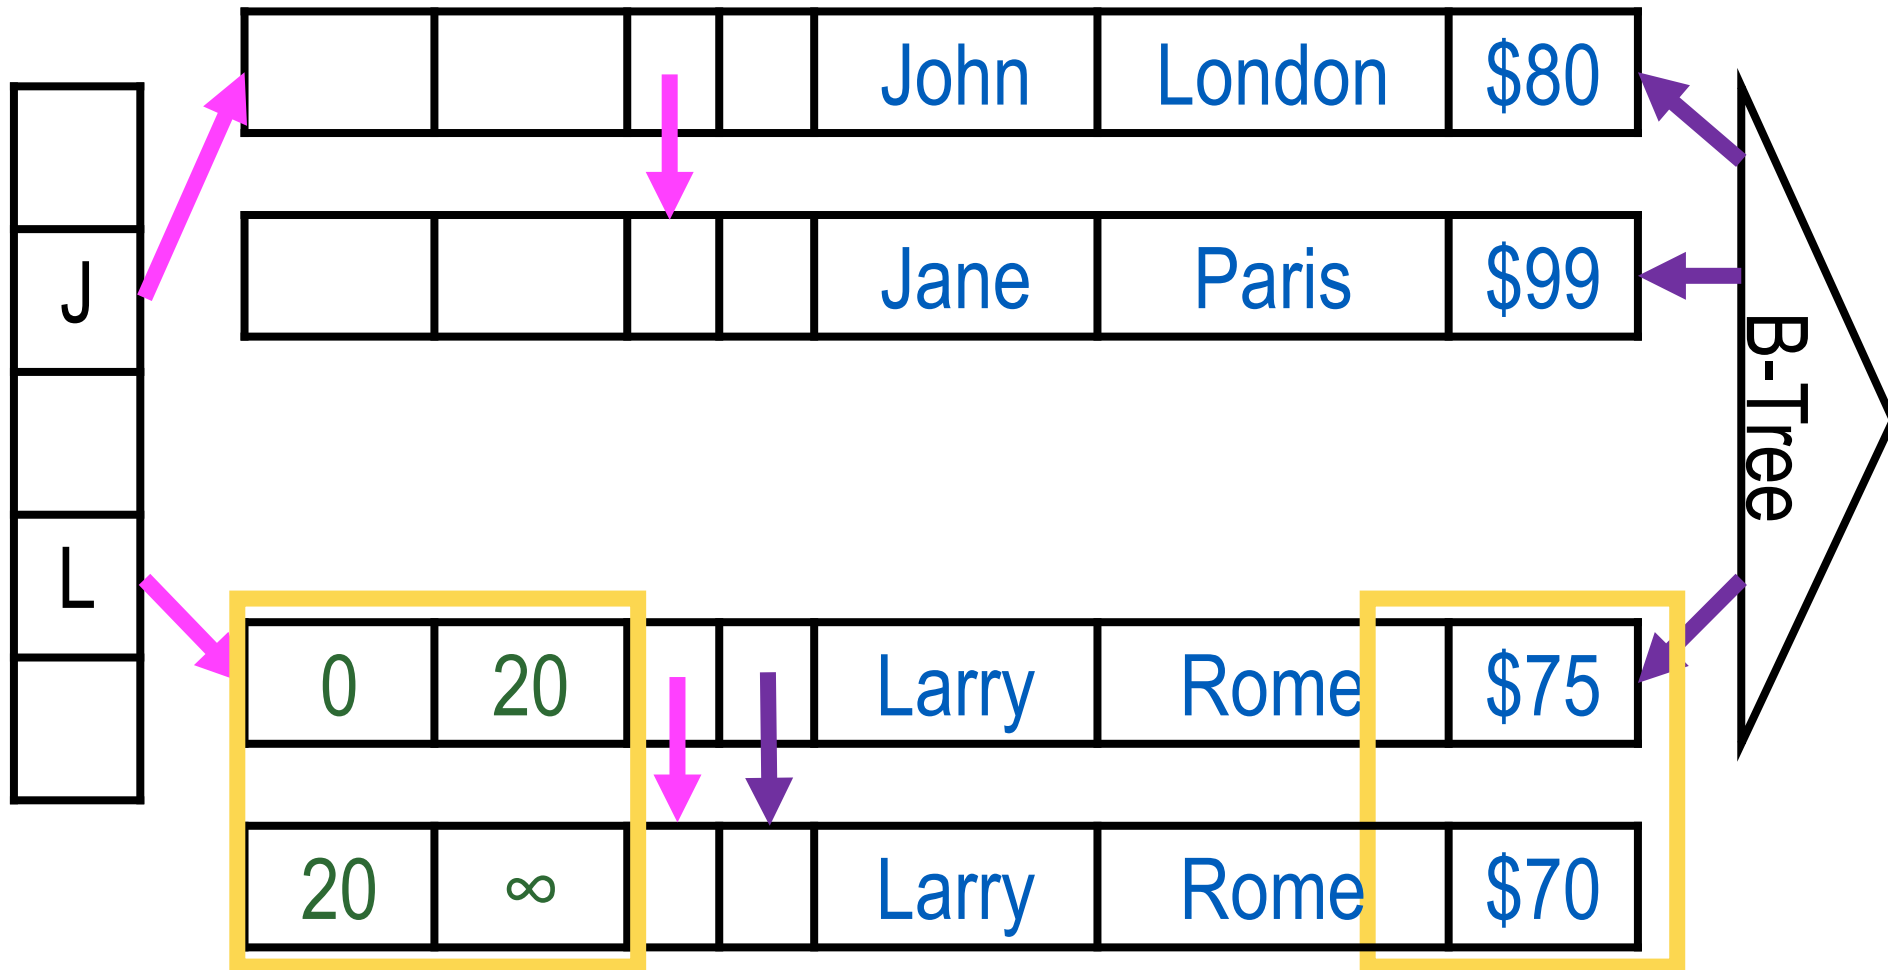 John London $80
J
Jane Paris $99
B-Tree
L
0 20 Larry Rome $75
20 ∞ Larry Rome $70